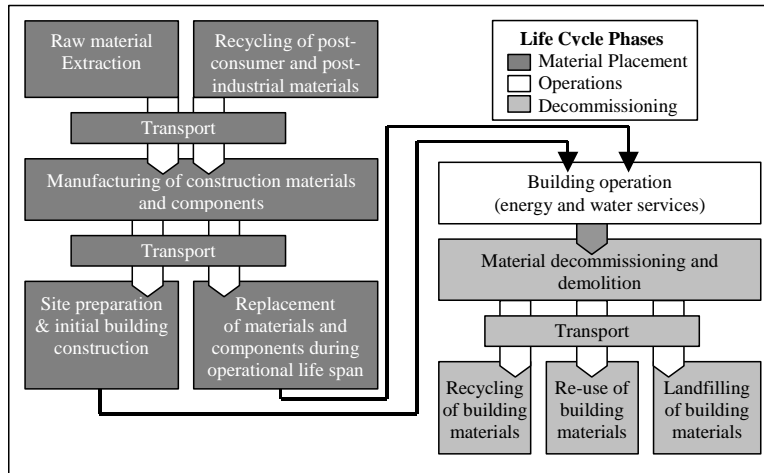 Raw material
Extraction
Recycling of post-
consumer and post-
industrial materials
Transport
Manufacturing of construction materials
and components
Transport
Site preparation
& initial building
construction
Replacement
of materials and
components during
operational life span
Life Cycle Phases
Material Placement
Operations
Decommissioning
Building operation
(energy and water services)
Material decommissioning and
demolition
Transport
Recycling
of building
materials
Re-use of
building
materials
Landfilling
of building
materials